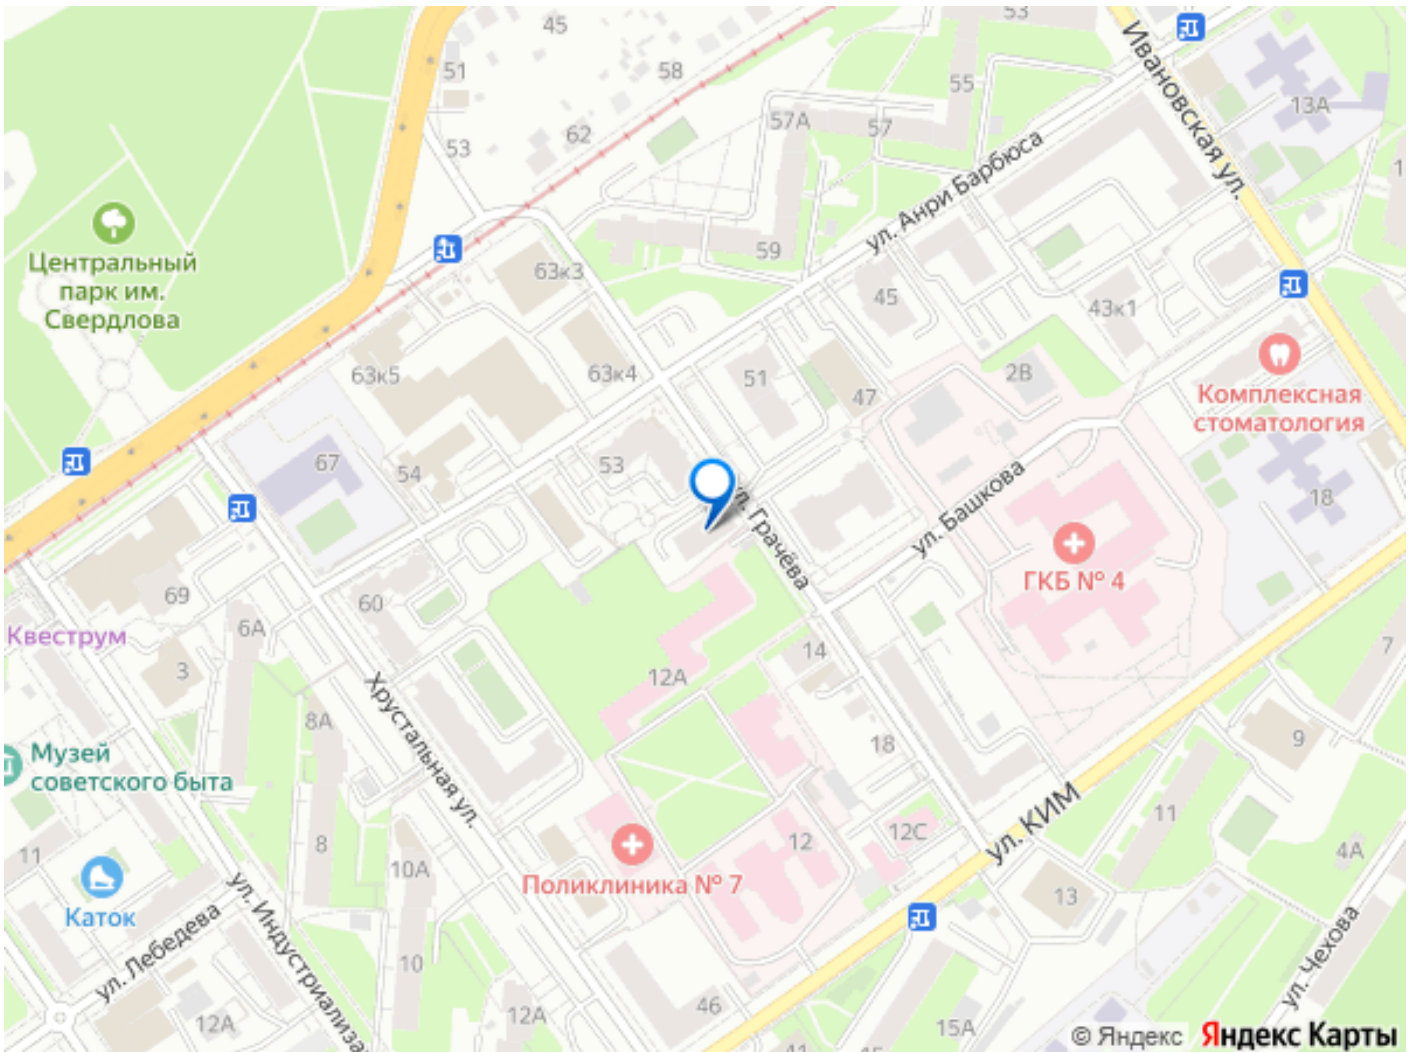 45
53
51
58
55
Ивановская ул.
13А
57А
57
62
53
ул. Анри Барбюса
Центральный
парк им.
Свердлова
59
63к3
45
43к1
63к5
63к4
51
47
2В
Комплексная
стоматология
67
54
53
18
ул. Башкова
ул. Грачёва
ГКБ № 4
69
60
6А
Квеструм
3
12А
14
7
8А
Хрустальная ул.
18
9
Музей
советского быта
ул. КИМ
11
8
12
12С
11
4А
10А
Поликлиника № 7
13
Каток
ул. Лебедева
ул. Индустриализа
10
46
12А
12А
15А
ул. Чехова
41
© Яндекс Яндекс Карты